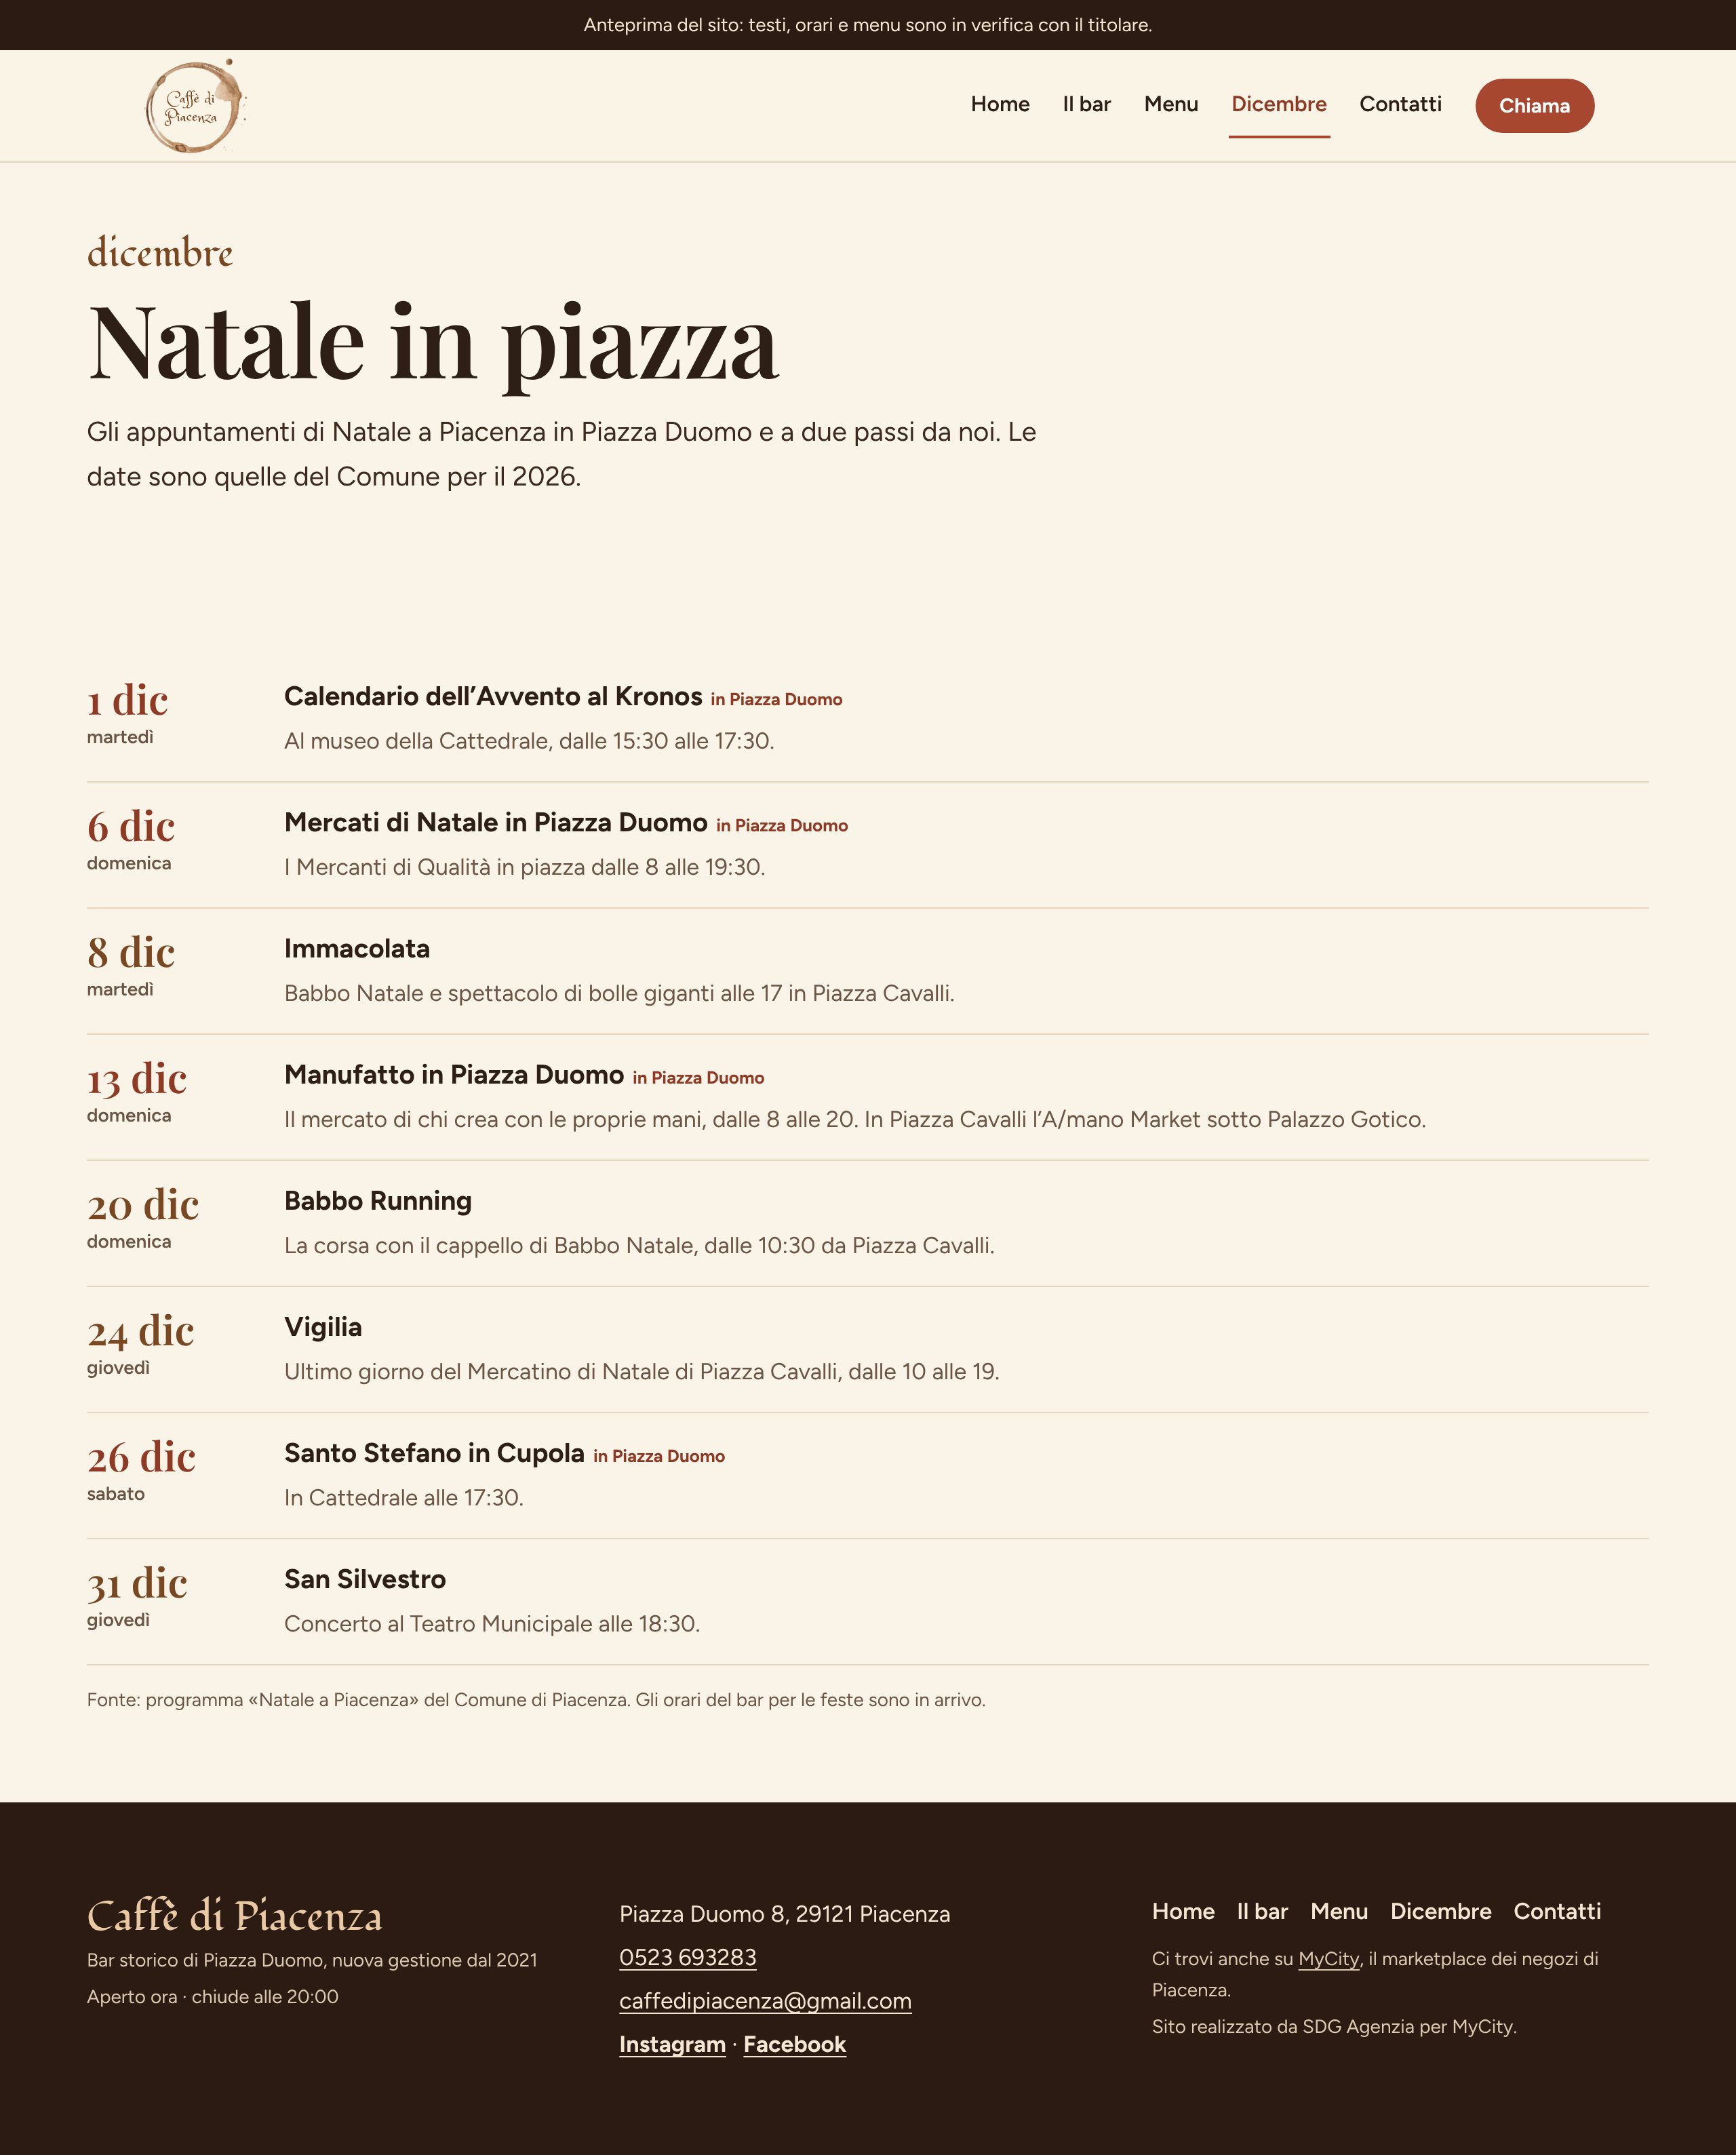 Anteprima del sito: testi, orari e menu sono in verifica con il titolare.
Caffè di
Piacenza
Home Il bar Menu Dicembre Contatti Chiama
dicembre
Natale in piazza
Gli appuntamenti di Natale a Piacenza in Piazza Duomo e a due passi da noi. Le
date sono quelle del Comune per il 2026.
1 dic
martedì
Calendario dell’Avvento al Kronos in Piazza Duomo
Al museo della Cattedrale, dalle 15:30 alle 17:30.
6 dic
domenica
Mercati di Natale in Piazza Duomo in Piazza Duomo
I Mercanti di Qualità in piazza dalle 8 alle 19:30.
8 dic
martedì
Immacolata
Babbo Natale e spettacolo di bolle giganti alle 17 in Piazza Cavalli.
13 dic
domenica
Manufatto in Piazza Duomo in Piazza Duomo
Il mercato di chi crea con le proprie mani, dalle 8 alle 20. In Piazza Cavalli l’A/mano Market sotto Palazzo Gotico.
20 dic
domenica
Babbo Running
La corsa con il cappello di Babbo Natale, dalle 10:30 da Piazza Cavalli.
24 dic
giovedì
Vigilia
Ultimo giorno del Mercatino di Natale di Piazza Cavalli, dalle 10 alle 19.
26 dic
sabato
Santo Stefano in Cupola in Piazza Duomo
In Cattedrale alle 17:30.
31 dic
giovedì
San Silvestro
Concerto al Teatro Municipale alle 18:30.
Fonte: programma «Natale a Piacenza» del Comune di Piacenza. Gli orari del bar per le feste sono in arrivo.
Caffè di Piacenza
Bar storico di Piazza Duomo, nuova gestione dal 2021
Aperto ora · chiude alle 20:00
Piazza Duomo 8, 29121 Piacenza
0523 693283
caffedipiacenza@gmail.com
Instagram · Facebook
Home Il bar Menu Dicembre Contatti
Ci trovi anche su MyCity, il marketplace dei negozi di
Piacenza.
Sito realizzato da SDG Agenzia per MyCity.